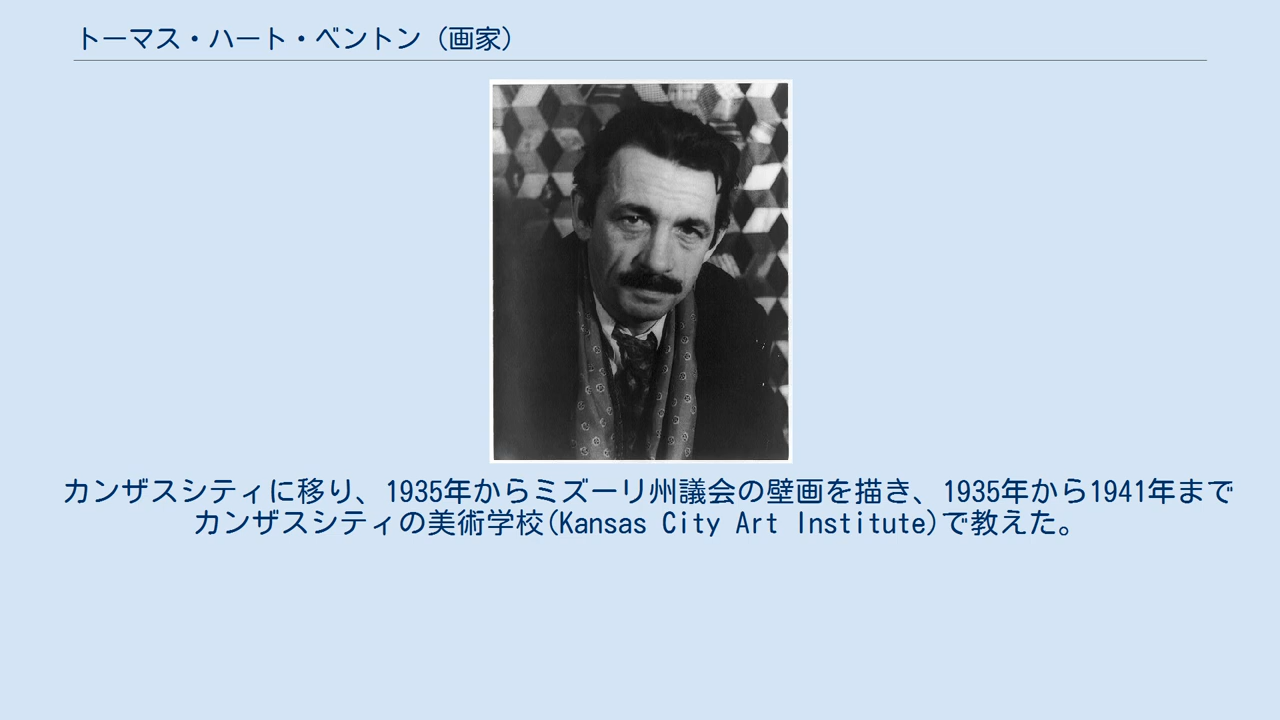 トーマス・ハート・ベントン（画家）
カンザスシティに移り、1935年からミズーリ州議会の壁画を描き、1935年から1941年まで
カンザスシティの美術学校(Kansas City Art Institute)で教えた。